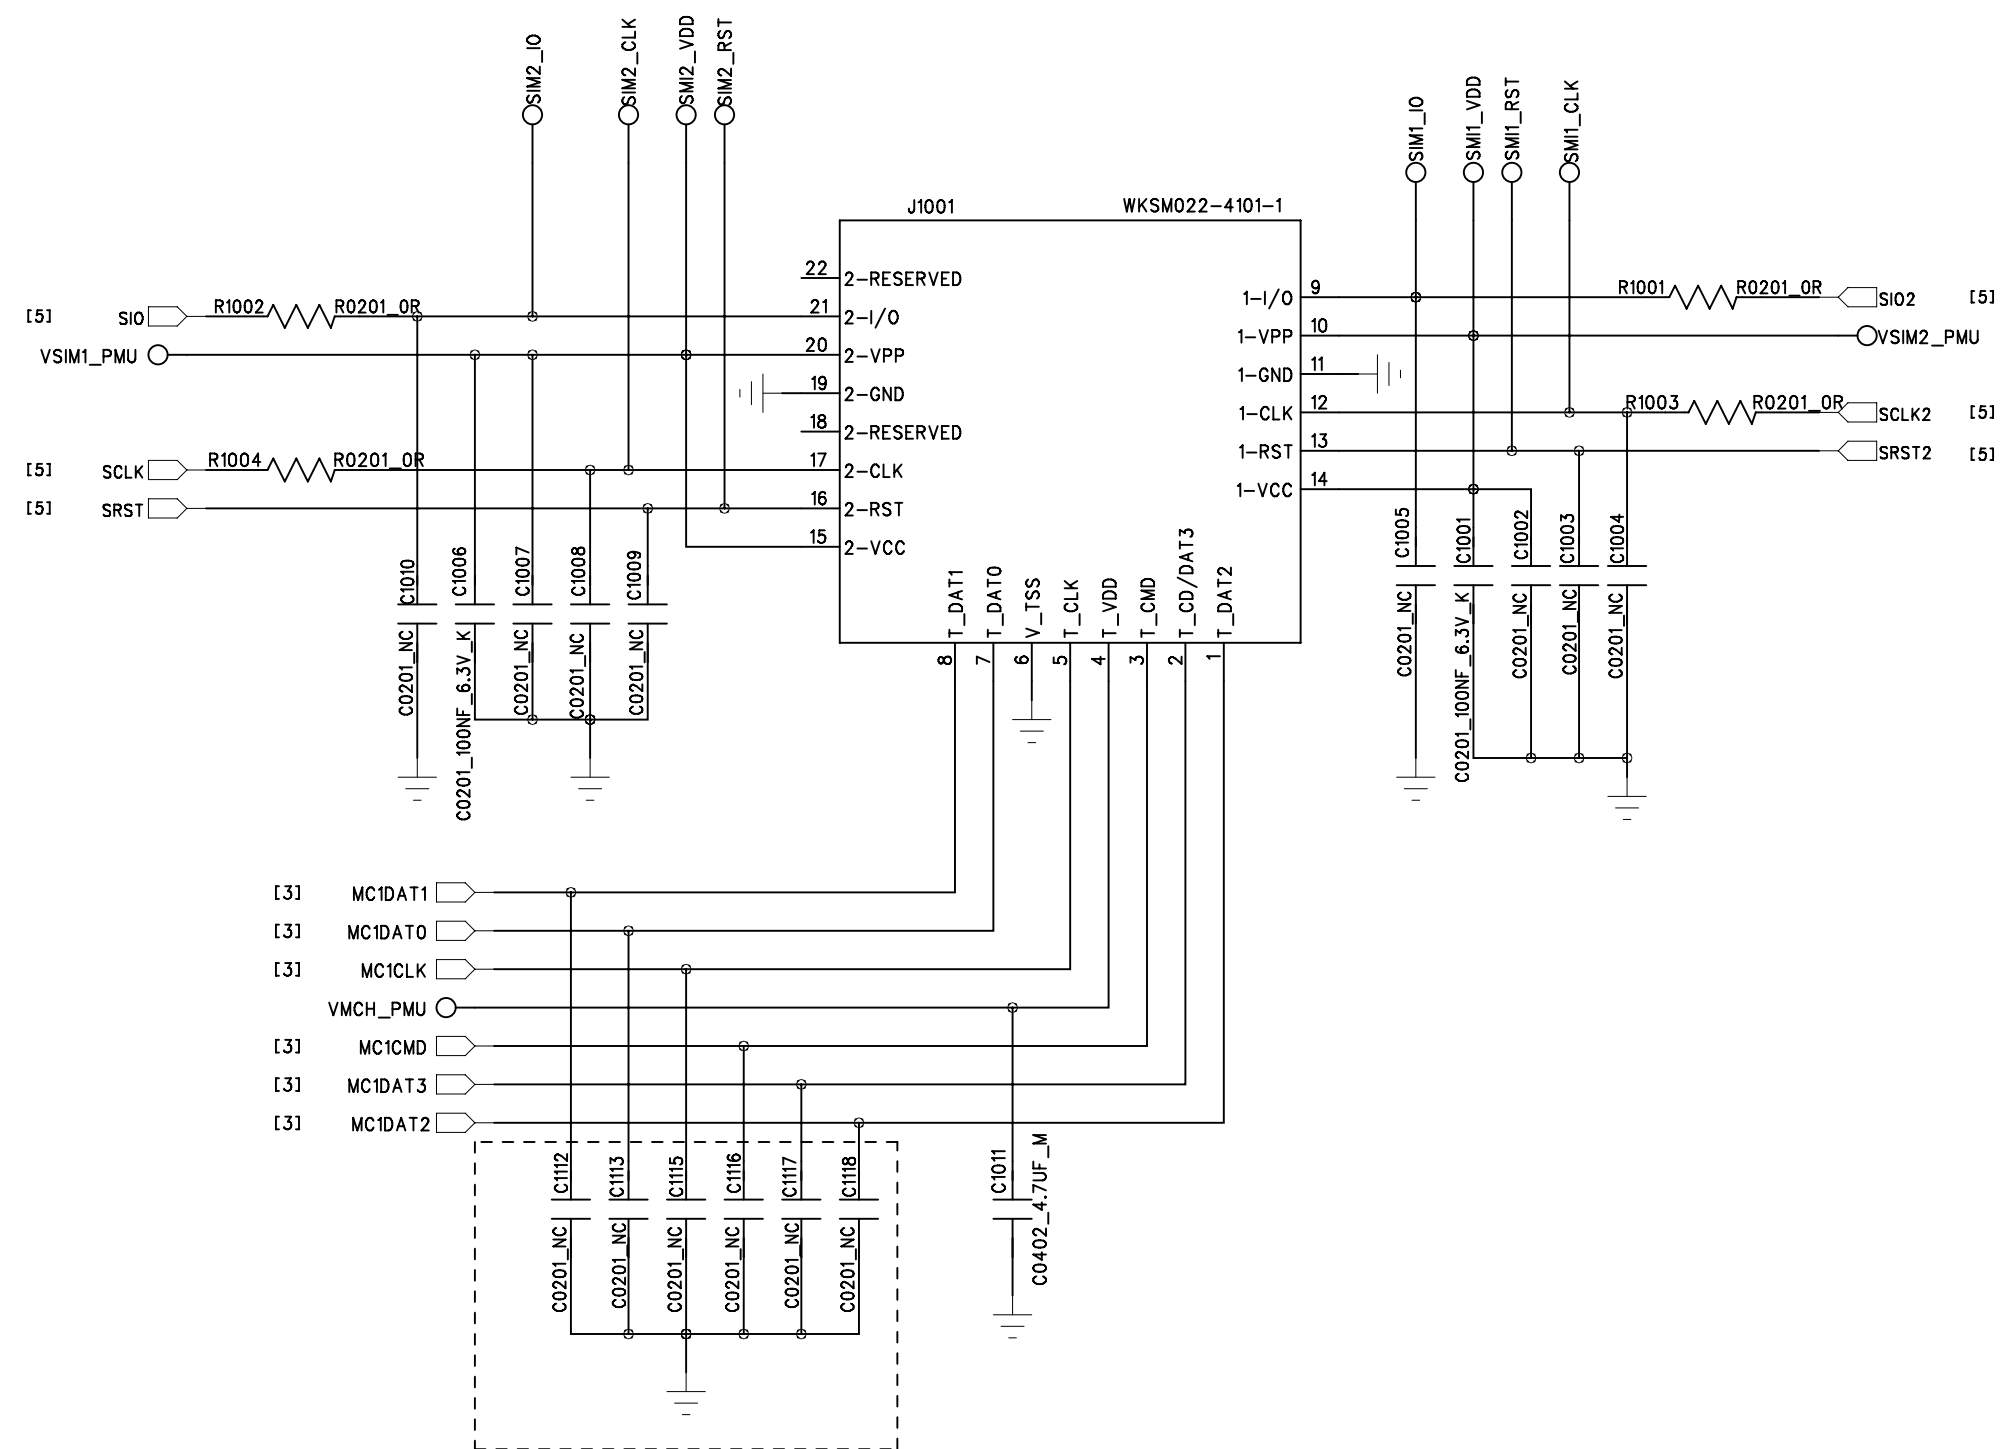 SIM2_IO
SIM2_CLK
SMI2_VDD
SIM2_RST
SIM1_IO
SMI1_VDD
SMI1_RST
SMI1_CLK
J1001
WKSM022-4101-1
22
2-RESERVED
21
2-I/O
20
2-VPP
19
2-GND
18
2-RESERVED
17
2-CLK
16
2-RST
15
2-VCC
1-I/O
9
1-VPP
10
1-GND
11
1-CLK
12
1-RST
13
1-VCC
14
[5]
SIO
R1002
R0201_0R
VSIM1_PMU
[5]
SCLK
R1004
R0201_0R
[5]
SRST
R1001
R0201_0R
SIO2
[5]
VSIM2_PMU
R1003
R0201_0R
SCLK2
[5]
SRST2
[5]
C1010
C0201_NC
C1006
C0201_100NF_6.3V_K
C1007
C0201_NC
C1008
C0201_NC
C1009
C0201_NC
C1005
C0201_NC
C1001
C0201_100NF_6.3V_K
C1002
C0201_NC
C1003
C0201_NC
C1004
C0201_NC
T_DAT1
T_DAT0
V_TSS
T_CLK
T_VDD
T_CMD
T_CD/DAT3
T_DAT2
8
7
6
5
4
3
2
1
[3]
MC1DAT1
[3]
MC1DAT0
[3]
MC1CLK
VMCH_PMU
[3]
MC1CMD
[3]
MC1DAT3
[3]
MC1DAT2
C1112
C0201_NC
C1113
C0201_NC
C1115
C0201_NC
C1116
C0201_NC
C1117
C0201_NC
C1118
C0201_NC
C1011
C0402_4.7UF_M